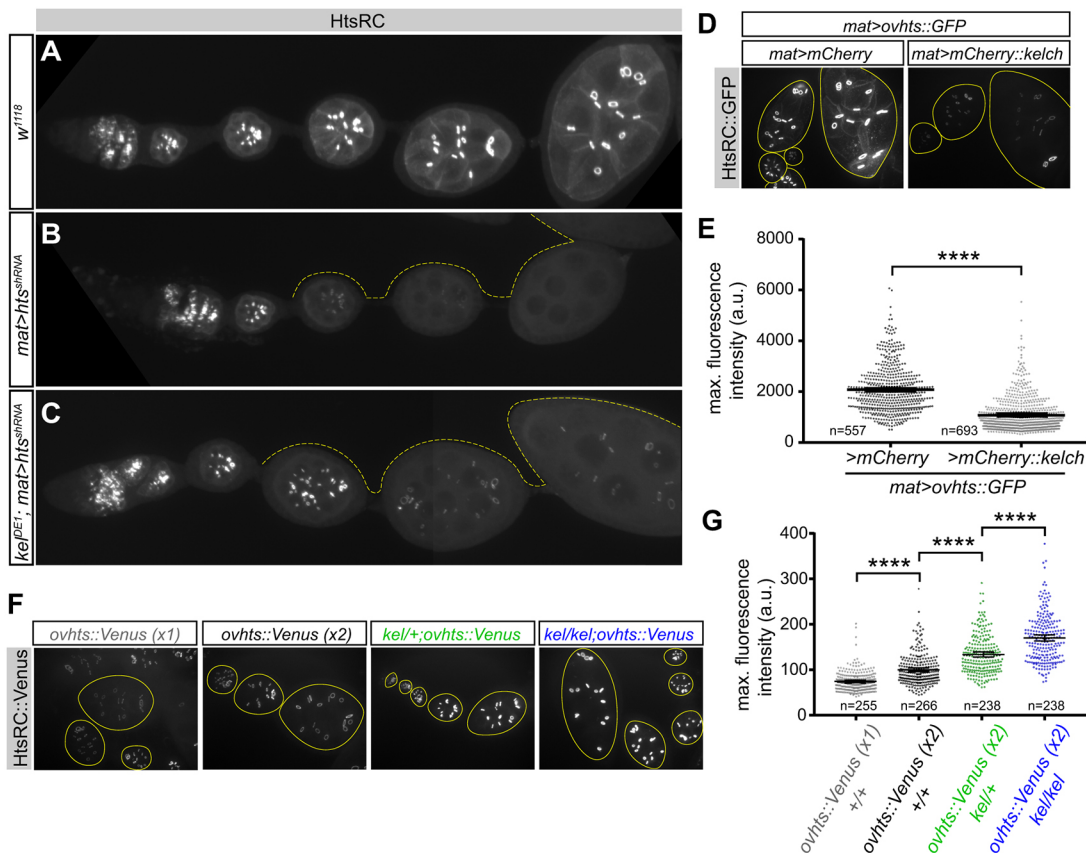 HtsRC
A
w1118
B
mat>htsshRNA
C
kelDE1; mat>htsshRNA
D
mat>ovhts::GFP
mat>mCherry
mat>mCherry::kelch
HtsRC::GFP
E
max. fluorescence
intensity (a.u.)
8000
6000
4000
2000
0
****
n=557
n=693
>mCherry
>mCherry::kelch
mat>ovhts::GFP
F
ovhts::Venus (x1)
ovhts::Venus (x2)
kel/+;ovhts::Venus
kel/kel;ovhts::Venus
HtsRC::Venus
G
max. fluorescence
intensity (a.u.)
400
300
200
100
0
****
****
****
n=255
n=266
n=238
n=238
ovhts::Venus (x1)
+/+
ovhts::Venus (x2)
+/+
ovhts::Venus (x2)
kel/+
ovhts::Venus (x2)
kel/kel